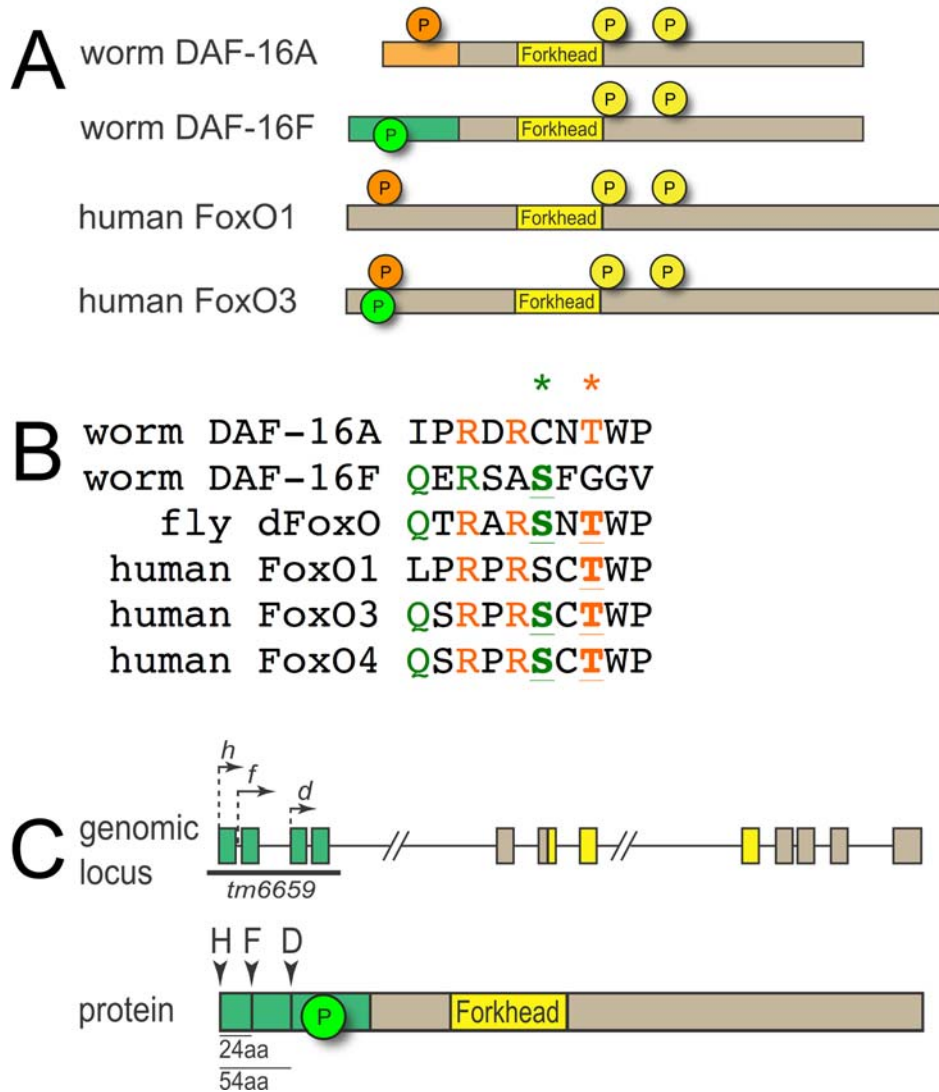 A
P P P
worm DAF-16A Forkhead
P P
worm DAF-16F P Forkhead
P P P
human FoxO1 Forkhead
P P P
human FoxO3 P Forkhead
* *
B
worm DAF-16A IPRDRCNTWP
worm DAF-16F QERSASFGGV
fly dFoxO QTRARSNTWP
human FoxO1 LPRPRSCTWP
human FoxO3 QSRPRSCTWP
human FoxO4 QSRPRSCTWP
h
f
d
C
genomic // //
locus
tm6659
H F D
protein P Forkhead
24aa
54aa